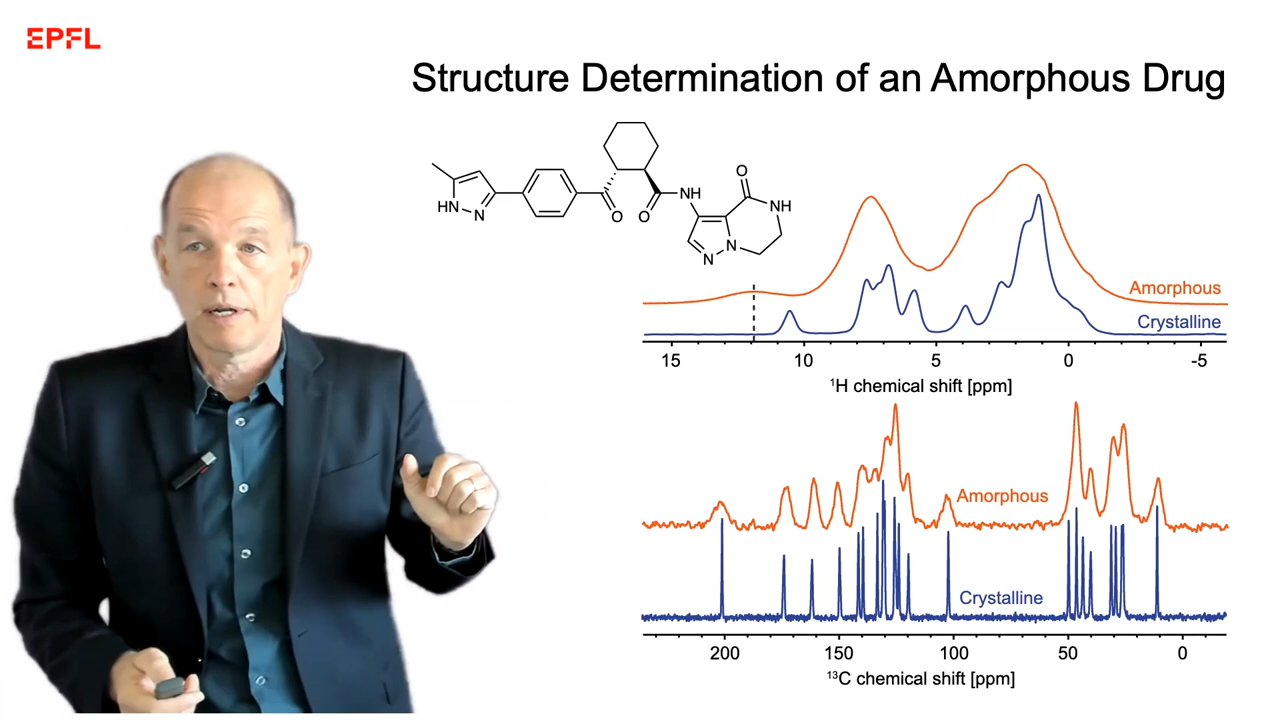 EPFL
Structure Determination of an Amorphous Drug
HN
N
O
O
NH
N
N
O
NH
Amorphous
Crystalline
15 10 5 0 -5
¹H chemical shift [ppm]
Amorphous
Crystalline
200 150 100 50 0
¹³C chemical shift [ppm]